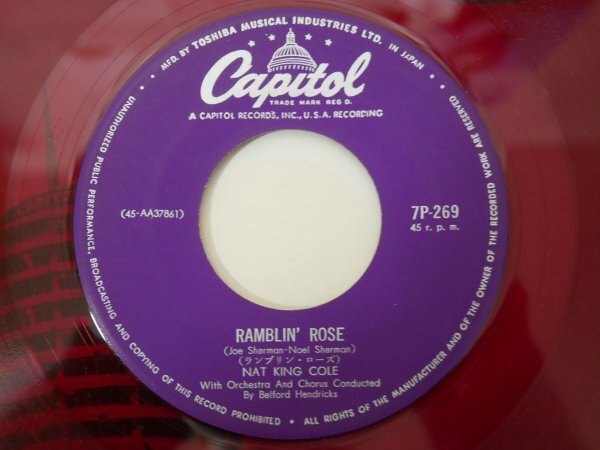 MFD. BY TOSHIBA MUSICAL INDUSTRIES LTD. IN JAPAN
Capitol
TRADE MARK REG D.
A CAPITOL RECORDS, INC., U.S.A. RECORDING
(45-AA37861)
7P-269
45 r. p. m.
RAMBLIN' ROSE
(Joe Sherman-Noel Sherman)
(ランブリン・ローズ)
NAT KING COLE
With Orchestra And Chorus Conducted
By Belford Hendricks
UNAUTHORIZED PUBLIC PERFORMANCE, BROADCASTING AND COPYING OF THIS RECORD PROHIBITED • ALL RIGHTS OF THE MANUFACTURER AND OF THE OWNER OF THE RECORDED WORK ARE RESERVED